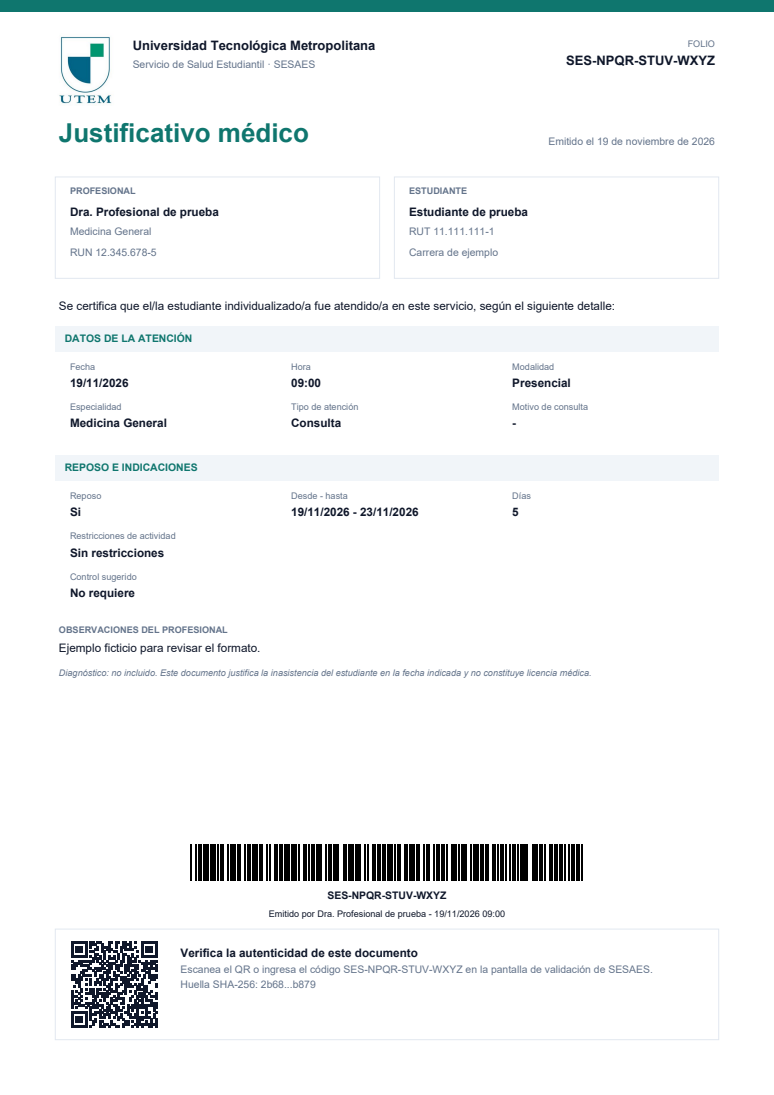 UTEM
Universidad Tecnológica Metropolitana
Servicio de Salud Estudiantil · SESAES
FOLIO
SES-NPQR-STUV-WXYZ
Justificativo médico
Emitido el 19 de noviembre de 2026
PROFESIONAL
Dra. Profesional de prueba
Medicina General
RUN 12.345.678-5
ESTUDIANTE
Estudiante de prueba
RUT 11.111.111-1
Carrera de ejemplo
Se certifica que el/la estudiante individualizado/a fue atendido/a en este servicio, según el siguiente detalle:
DATOS DE LA ATENCIÓN
Fecha Hora Modalidad
19/11/2026 09:00 Presencial
Especialidad Tipo de atención Motivo de consulta
Medicina General Consulta -
REPOSO E INDICACIONES
Reposo Desde - hasta Días
Si 19/11/2026 - 23/11/2026 5
Restricciones de actividad
Sin restricciones
Control sugerido
No requiere
OBSERVACIONES DEL PROFESIONAL
Ejemplo ficticio para revisar el formato.
Diagnóstico: no incluido. Este documento justifica la inasistencia del estudiante en la fecha indicada y no constituye licencia médica.
SES-NPQR-STUV-WXYZ
Emitido por Dra. Profesional de prueba - 19/11/2026 09:00
Verifica la autenticidad de este documento
Escanea el QR o ingresa el código SES-NPQR-STUV-WXYZ en la pantalla de validación de SESAES.
Huella SHA-256: 2b68...b879